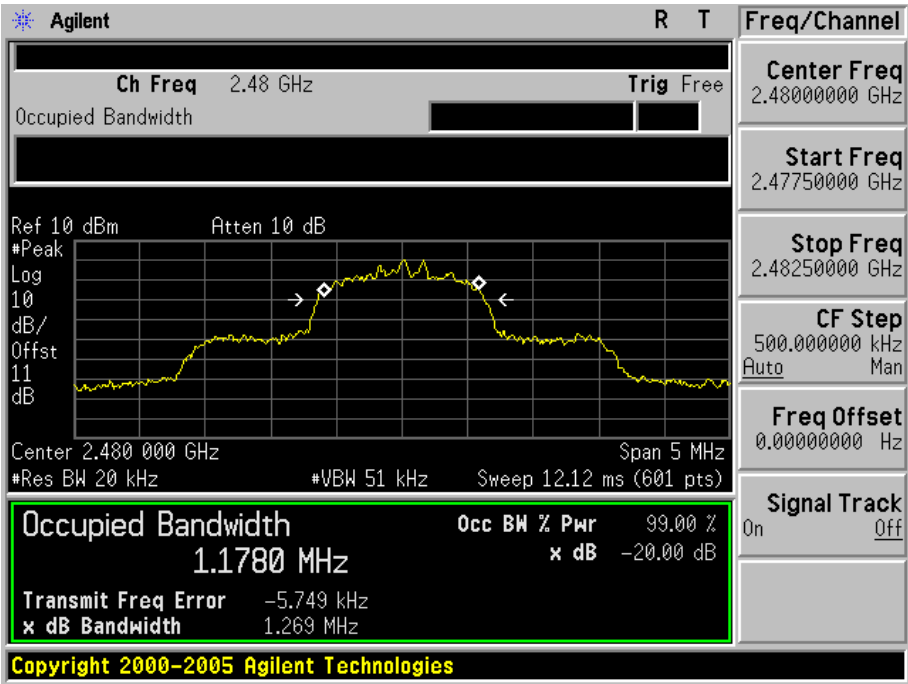 Agilent
R T
Freq/Channel
Ch Freq 2.48 GHz
Trig Free
Occupied Bandwidth
Center Freq
2.48000000 GHz
Start Freq
2.47750000 GHz
Stop Freq
2.48250000 GHz
CF Step
500.000000 kHz
Auto Man
Freq Offset
0.00000000 Hz
Signal Track
On Off
Ref 10 dBm
Atten 10 dB
#Peak
Log
10
dB/
Offst
11
dB
Center 2.480 000 GHz
Span 5 MHz
#Res BW 20 kHz
#VBW 51 kHz
Sweep 12.12 ms (601 pts)
Occupied Bandwidth
1.1780 MHz
Occ BW % Pwr 99.00 %
x dB -20.00 dB
Transmit Freq Error -5.749 kHz
x dB Bandwidth 1.269 MHz
Copyright 2000-2005 Agilent Technologies